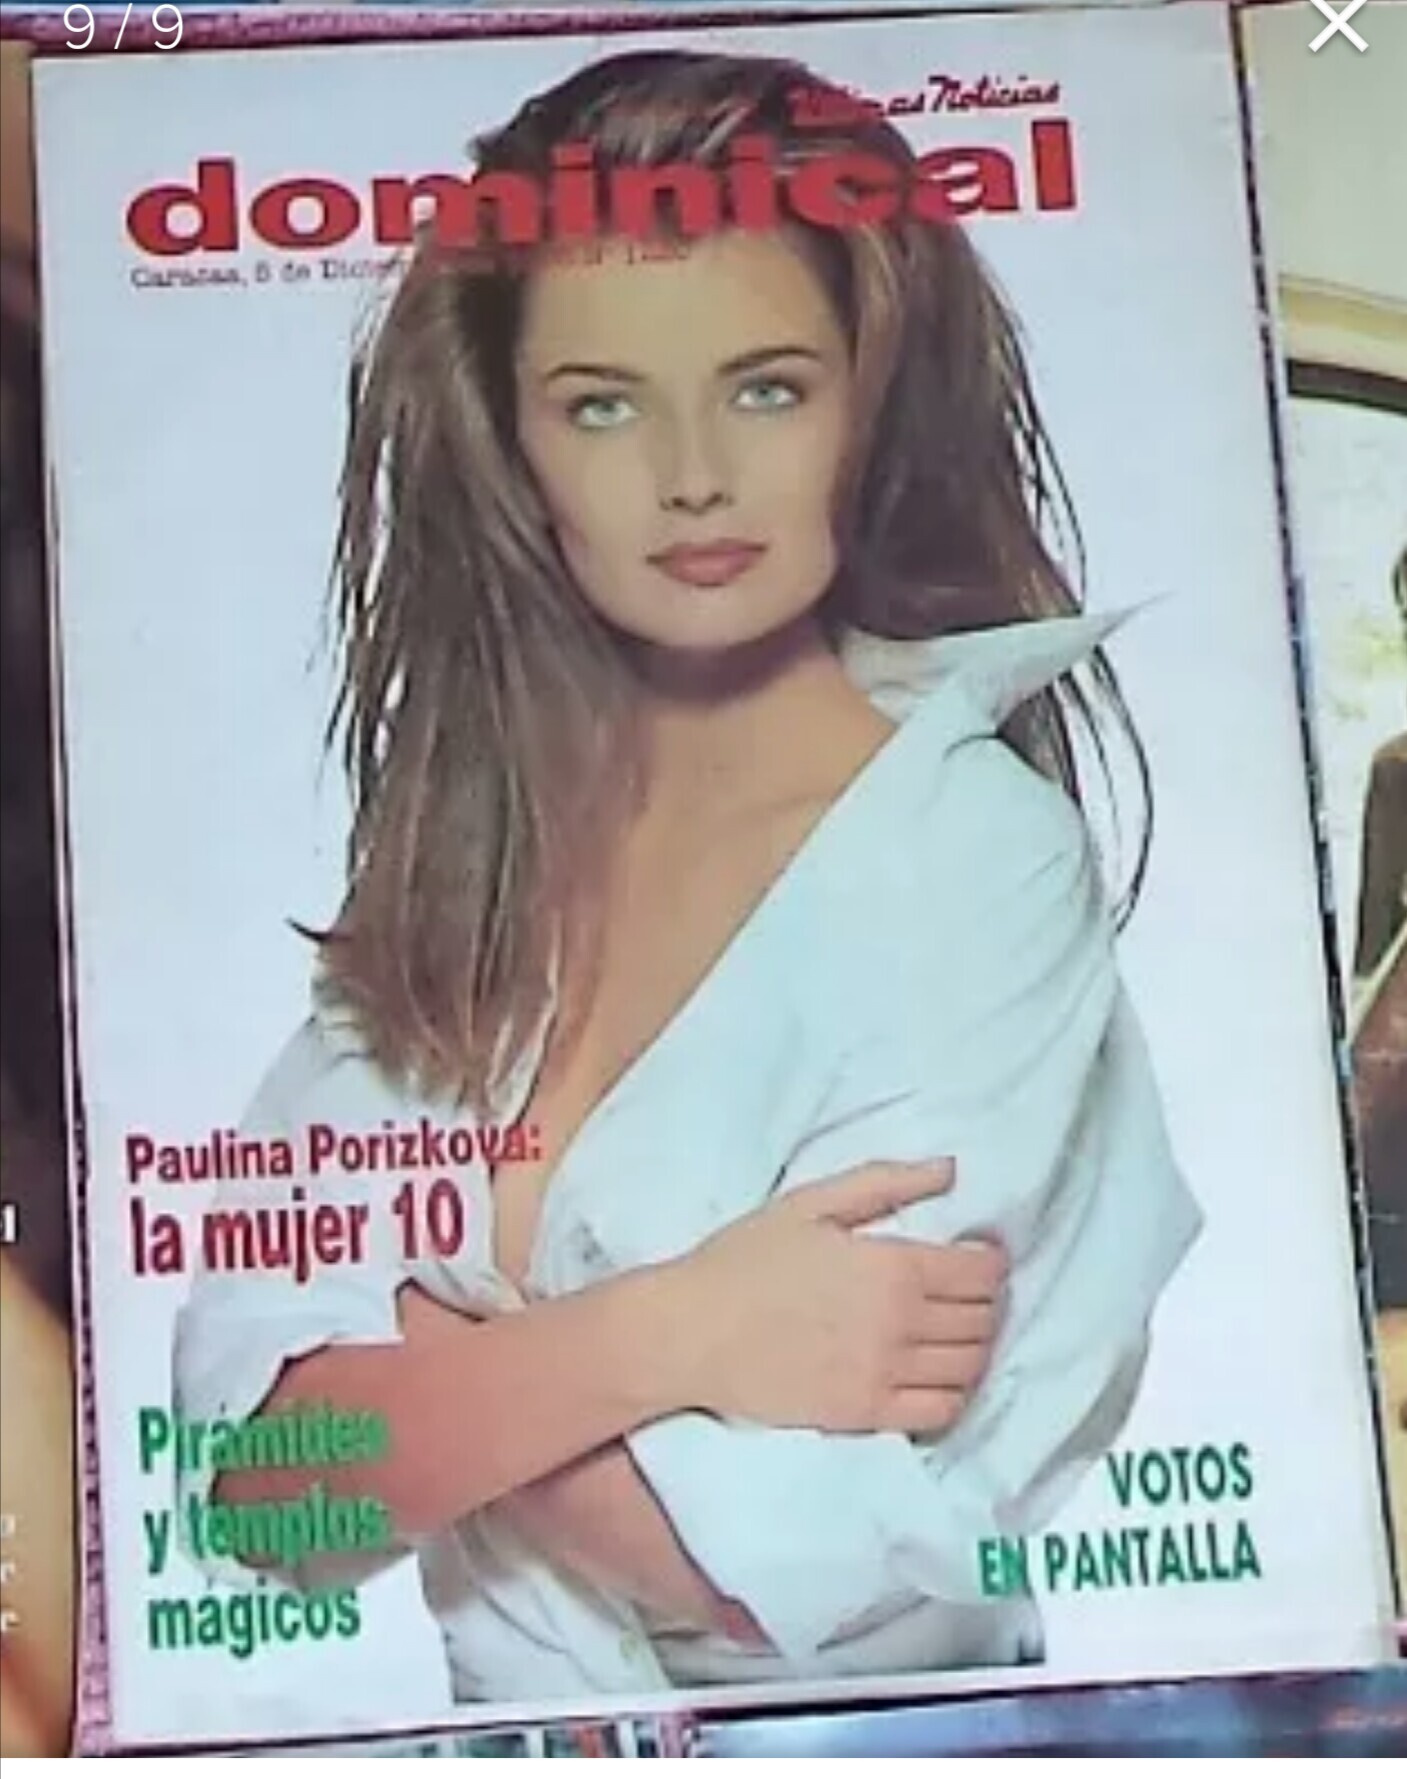 9 / 9
Últimas Noticias
dominical
Caracas, 5 de
Paulina Porizkova:
la mujer 10
Pirámides
y templos
mágicos
VOTOS
EN PANTALLA